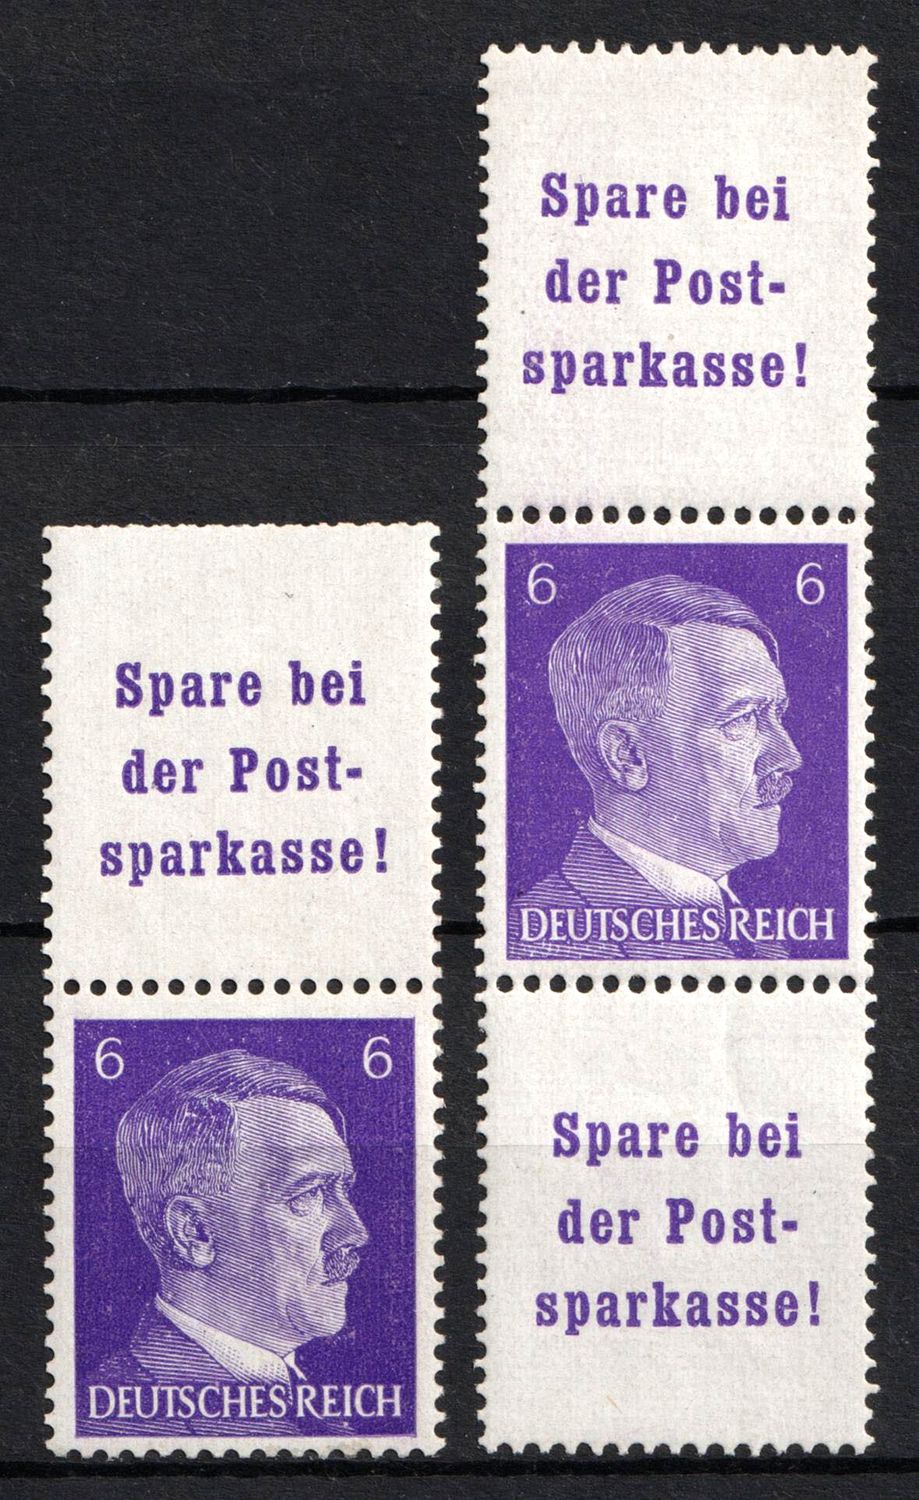 Spare bei
der Post-
sparkasse!
6 6
DEUTSCHES REICH
Spare bei
der Post-
sparkasse!
6 6
DEUTSCHES REICH
Spare bei
der Post-
sparkasse!